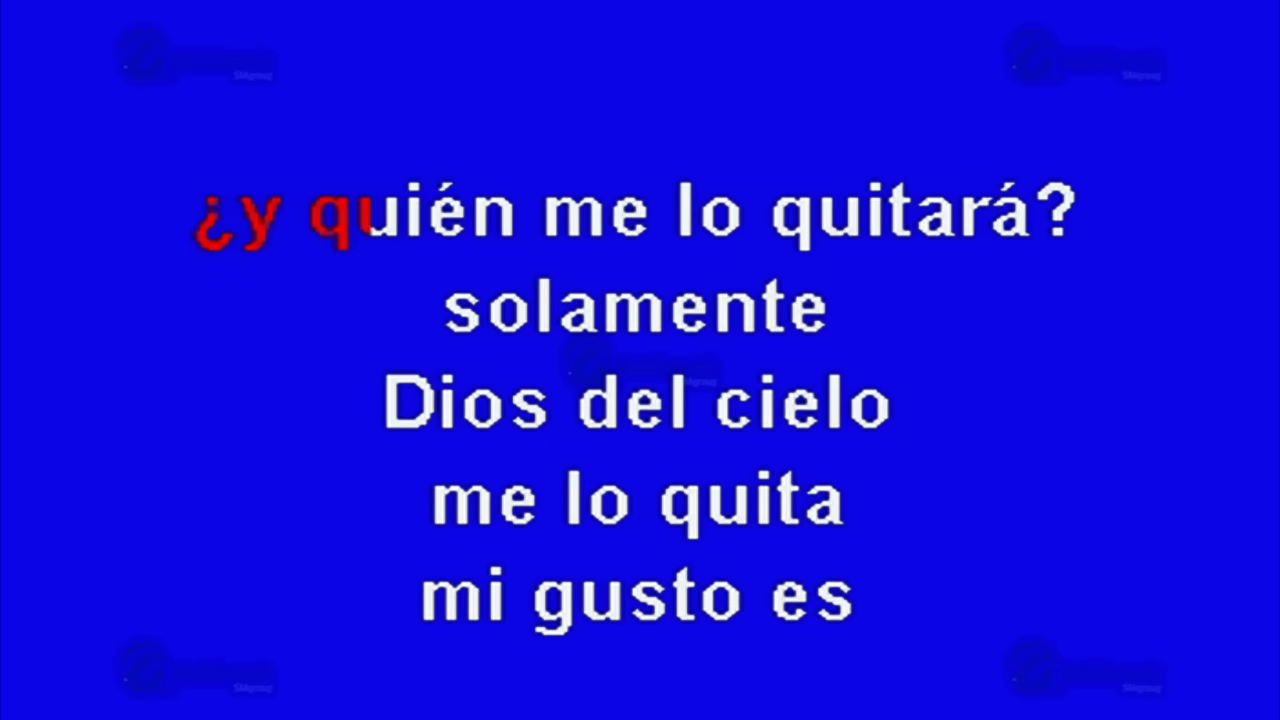 ¿y quién me lo quitará?
solamente
Dios del cielo
me lo quita
mi gusto es